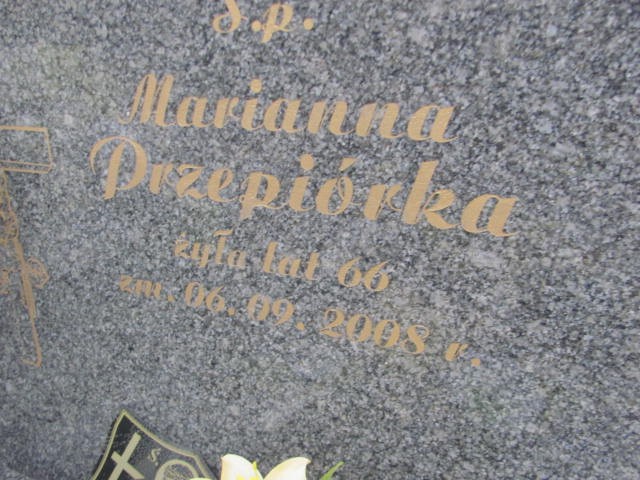 Ś.p.
Marianna
Przepiórka
żyła lat 66
zm. 06. 09. 2008 r.
Ś.